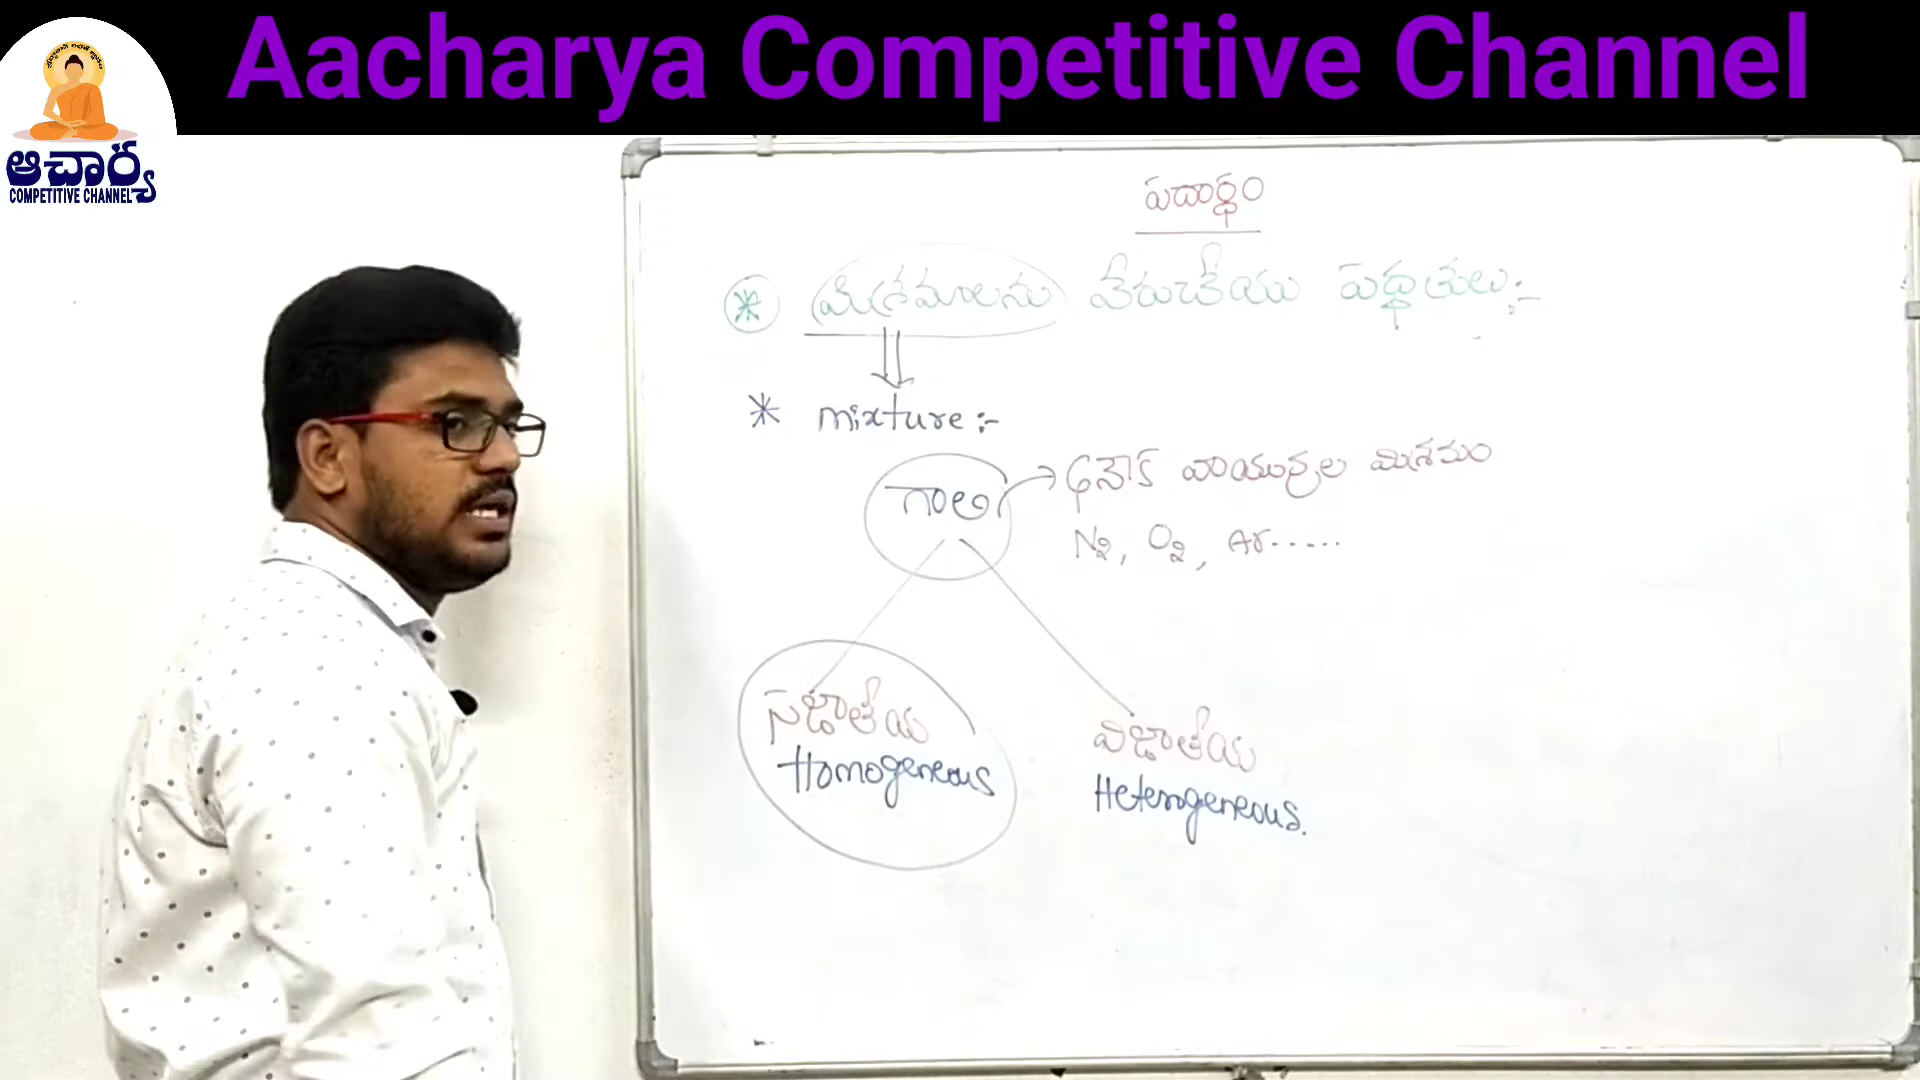 Aacharya Competitive Channel
ఆచార్య
COMPETITIVE CHANNEL
పదార్థం
* మిశ్రమాలను వేరుచేయు పద్ధతులు:-
* mixture:-
గాలి → అనేక వాయువుల మిశ్రమం
N2, O2, Ar......
సజాతీయ
Homogeneous
విజాతీయ
Heterogeneous.